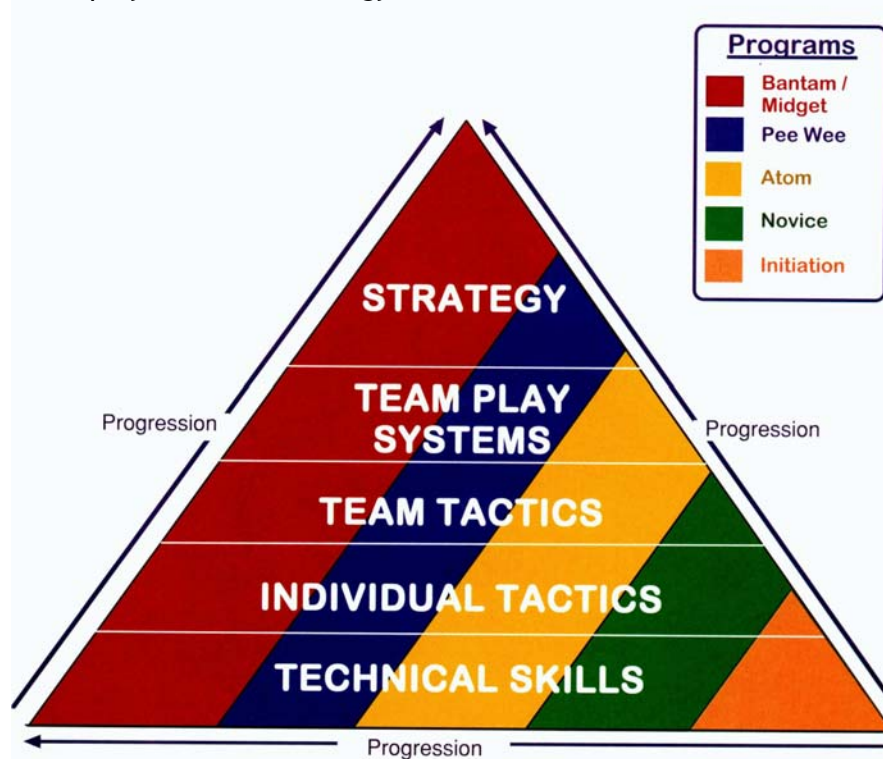 Programs
Bantam /
Midget
Pee Wee
Atom
Novice
Initiation
STRATEGY
TEAM PLAY
SYSTEMS
Progression
Progression
TEAM TACTICS
INDIVIDUAL TACTICS
TECHNICAL SKILLS
Progression